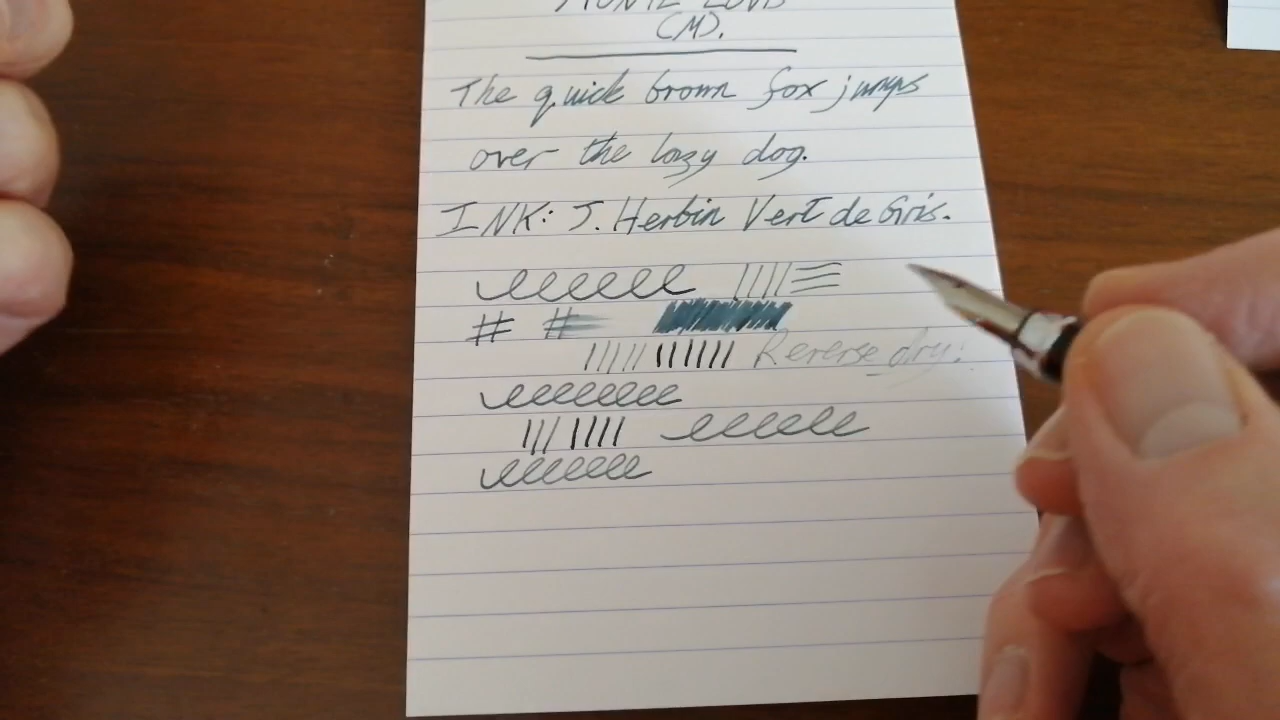 (M).
The quick brown fox jumps
over the lazy dog.
INK: J. Herbin Vert de Gris.
Reverse dry!